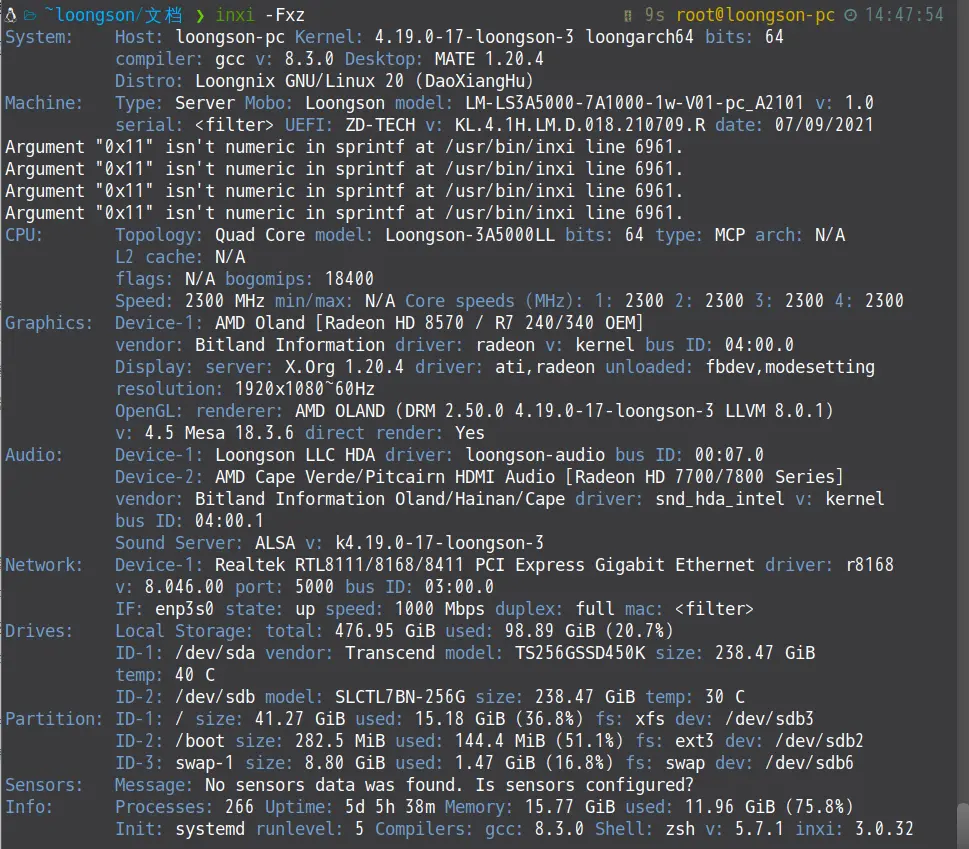 ~loongson/文档 ❯ inxi -Fxz 9s root@loongson-pc 14:47:54
System: Host: loongson-pc Kernel: 4.19.0-17-loongson-3 loongarch64 bits: 64
compiler: gcc v: 8.3.0 Desktop: MATE 1.20.4
Distro: Loongnix GNU/Linux 20 (DaoXiangHu)
Machine: Type: Server Mobo: Loongson model: LM-LS3A5000-7A1000-1w-V01-pc_A2101 v: 1.0
serial: <filter> UEFI: ZD-TECH v: KL.4.1H.LM.D.018.210709.R date: 07/09/2021
Argument "0x11" isn't numeric in sprintf at /usr/bin/inxi line 6961.
Argument "0x11" isn't numeric in sprintf at /usr/bin/inxi line 6961.
Argument "0x11" isn't numeric in sprintf at /usr/bin/inxi line 6961.
Argument "0x11" isn't numeric in sprintf at /usr/bin/inxi line 6961.
CPU: Topology: Quad Core model: Loongson-3A5000LL bits: 64 type: MCP arch: N/A
L2 cache: N/A
flags: N/A bogomips: 18400
Speed: 2300 MHz min/max: N/A Core speeds (MHz): 1: 2300 2: 2300 3: 2300 4: 2300
Graphics: Device-1: AMD Oland [Radeon HD 8570 / R7 240/340 OEM]
vendor: Bitland Information driver: radeon v: kernel bus ID: 04:00.0
Display: server: X.Org 1.20.4 driver: ati,radeon unloaded: fbdev,modesetting
resolution: 1920x1080~60Hz
OpenGL: renderer: AMD OLAND (DRM 2.50.0 4.19.0-17-loongson-3 LLVM 8.0.1)
v: 4.5 Mesa 18.3.6 direct render: Yes
Audio: Device-1: Loongson LLC HDA driver: loongson-audio bus ID: 00:07.0
Device-2: AMD Cape Verde/Pitcairn HDMI Audio [Radeon HD 7700/7800 Series]
vendor: Bitland Information Oland/Hainan/Cape driver: snd_hda_intel v: kernel
bus ID: 04:00.1
Sound Server: ALSA v: k4.19.0-17-loongson-3
Network: Device-1: Realtek RTL8111/8168/8411 PCI Express Gigabit Ethernet driver: r8168
v: 8.046.00 port: 5000 bus ID: 03:00.0
IF: enp3s0 state: up speed: 1000 Mbps duplex: full mac: <filter>
Drives: Local Storage: total: 476.95 GiB used: 98.89 GiB (20.7%)
ID-1: /dev/sda vendor: Transcend model: TS256GSSD450K size: 238.47 GiB
temp: 40 C
ID-2: /dev/sdb model: SLCTL7BN-256G size: 238.47 GiB temp: 30 C
Partition: ID-1: / size: 41.27 GiB used: 15.18 GiB (36.8%) fs: xfs dev: /dev/sdb3
ID-2: /boot size: 282.5 MiB used: 144.4 MiB (51.1%) fs: ext3 dev: /dev/sdb2
ID-3: swap-1 size: 8.80 GiB used: 1.47 GiB (16.8%) fs: swap dev: /dev/sdb6
Sensors: Message: No sensors data was found. Is sensors configured?
Info: Processes: 266 Uptime: 5d 5h 38m Memory: 15.77 GiB used: 11.96 GiB (75.8%)
Init: systemd runlevel: 5 Compilers: gcc: 8.3.0 Shell: zsh v: 5.7.1 inxi: 3.0.32